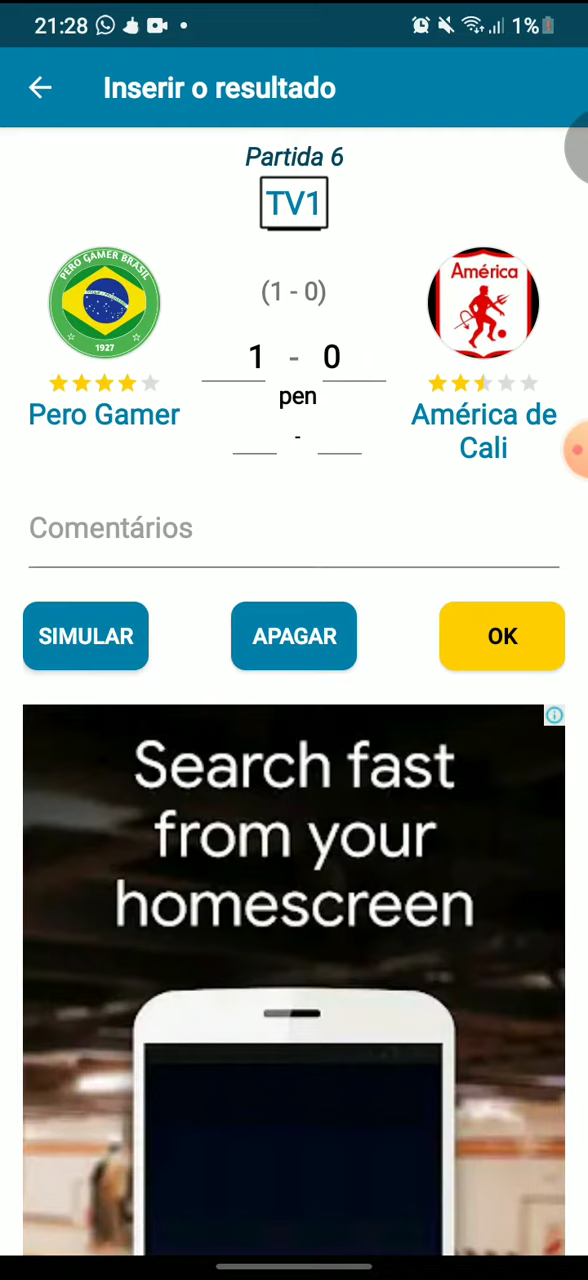 21:28 1%
Inserir o resultado
Partida 6
TV1
PERO GAMER BRASIL
1927
América
(1 - 0)
1 - 0
pen
-
Pero Gamer
América de
Cali
Comentários
SIMULAR APAGAR OK
Search fast
from your
homescreen